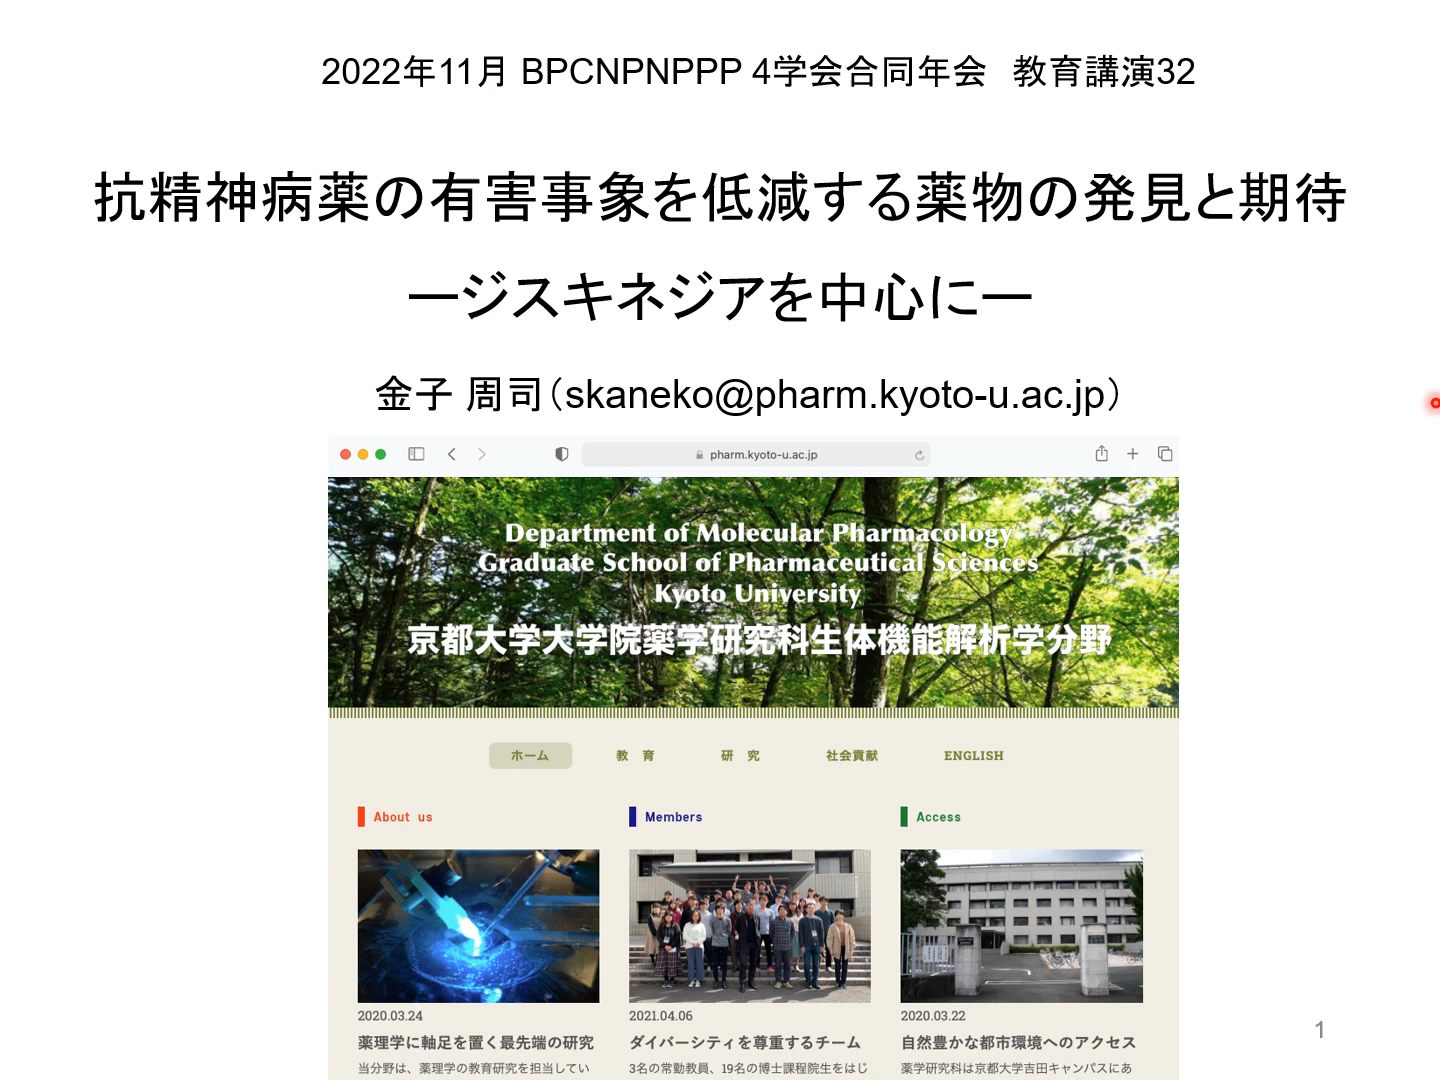 2022年11月 BPCNPNPPP 4学会合同年会　教育講演32
抗精神病薬の有害事象を低減する薬物の発見と期待
ージスキネジアを中心にー
金子 周司（skaneko@pharm.kyoto-u.ac.jp）
pharm.kyoto-u.ac.jp
Department of Molecular Pharmacology
Graduate School of Pharmaceutical Sciences
Kyoto University
京都大学大学院薬学研究科生体機能解析学分野
ホーム 教 育 研 究 社会貢献 ENGLISH
About us Members Access
2020.03.24 2021.04.06 2020.03.22
薬理学に軸足を置く最先端の研究 ダイバーシティを尊重するチーム 自然豊かな都市環境へのアクセス
当分野は、薬理学の教育研究を担当してい 3名の常勤教員、19名の博士課程院生をはじ 薬学研究科は京都大学吉田キャンパスにあ
1